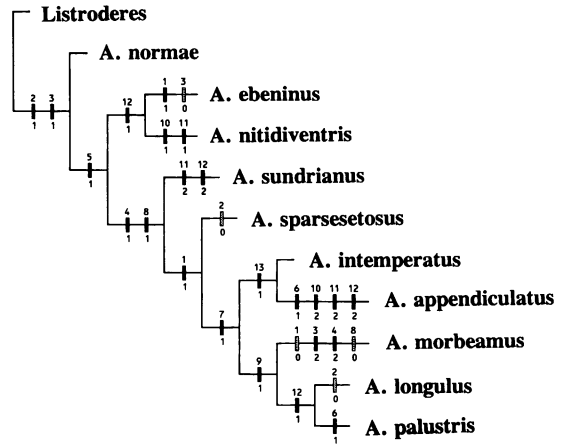 Listroderes
A. normae
2 3
1 1
12
1
1 3
1 0
A. ebeninus
10 11
1 1
A. nitidiventris
5
1
11 12
2 2
A. sundrianus
4 8
1 1
2
0
A. sparsesetosus
1
1
13
1
A. intemperatus
6 10 11 12
1 2 2 2
A. appendiculatus
7
1
1 3 4 8
0 2 2 0
A. morbeamus
9
1
2
0
A. longulus
12
1
6
1
A. palustris